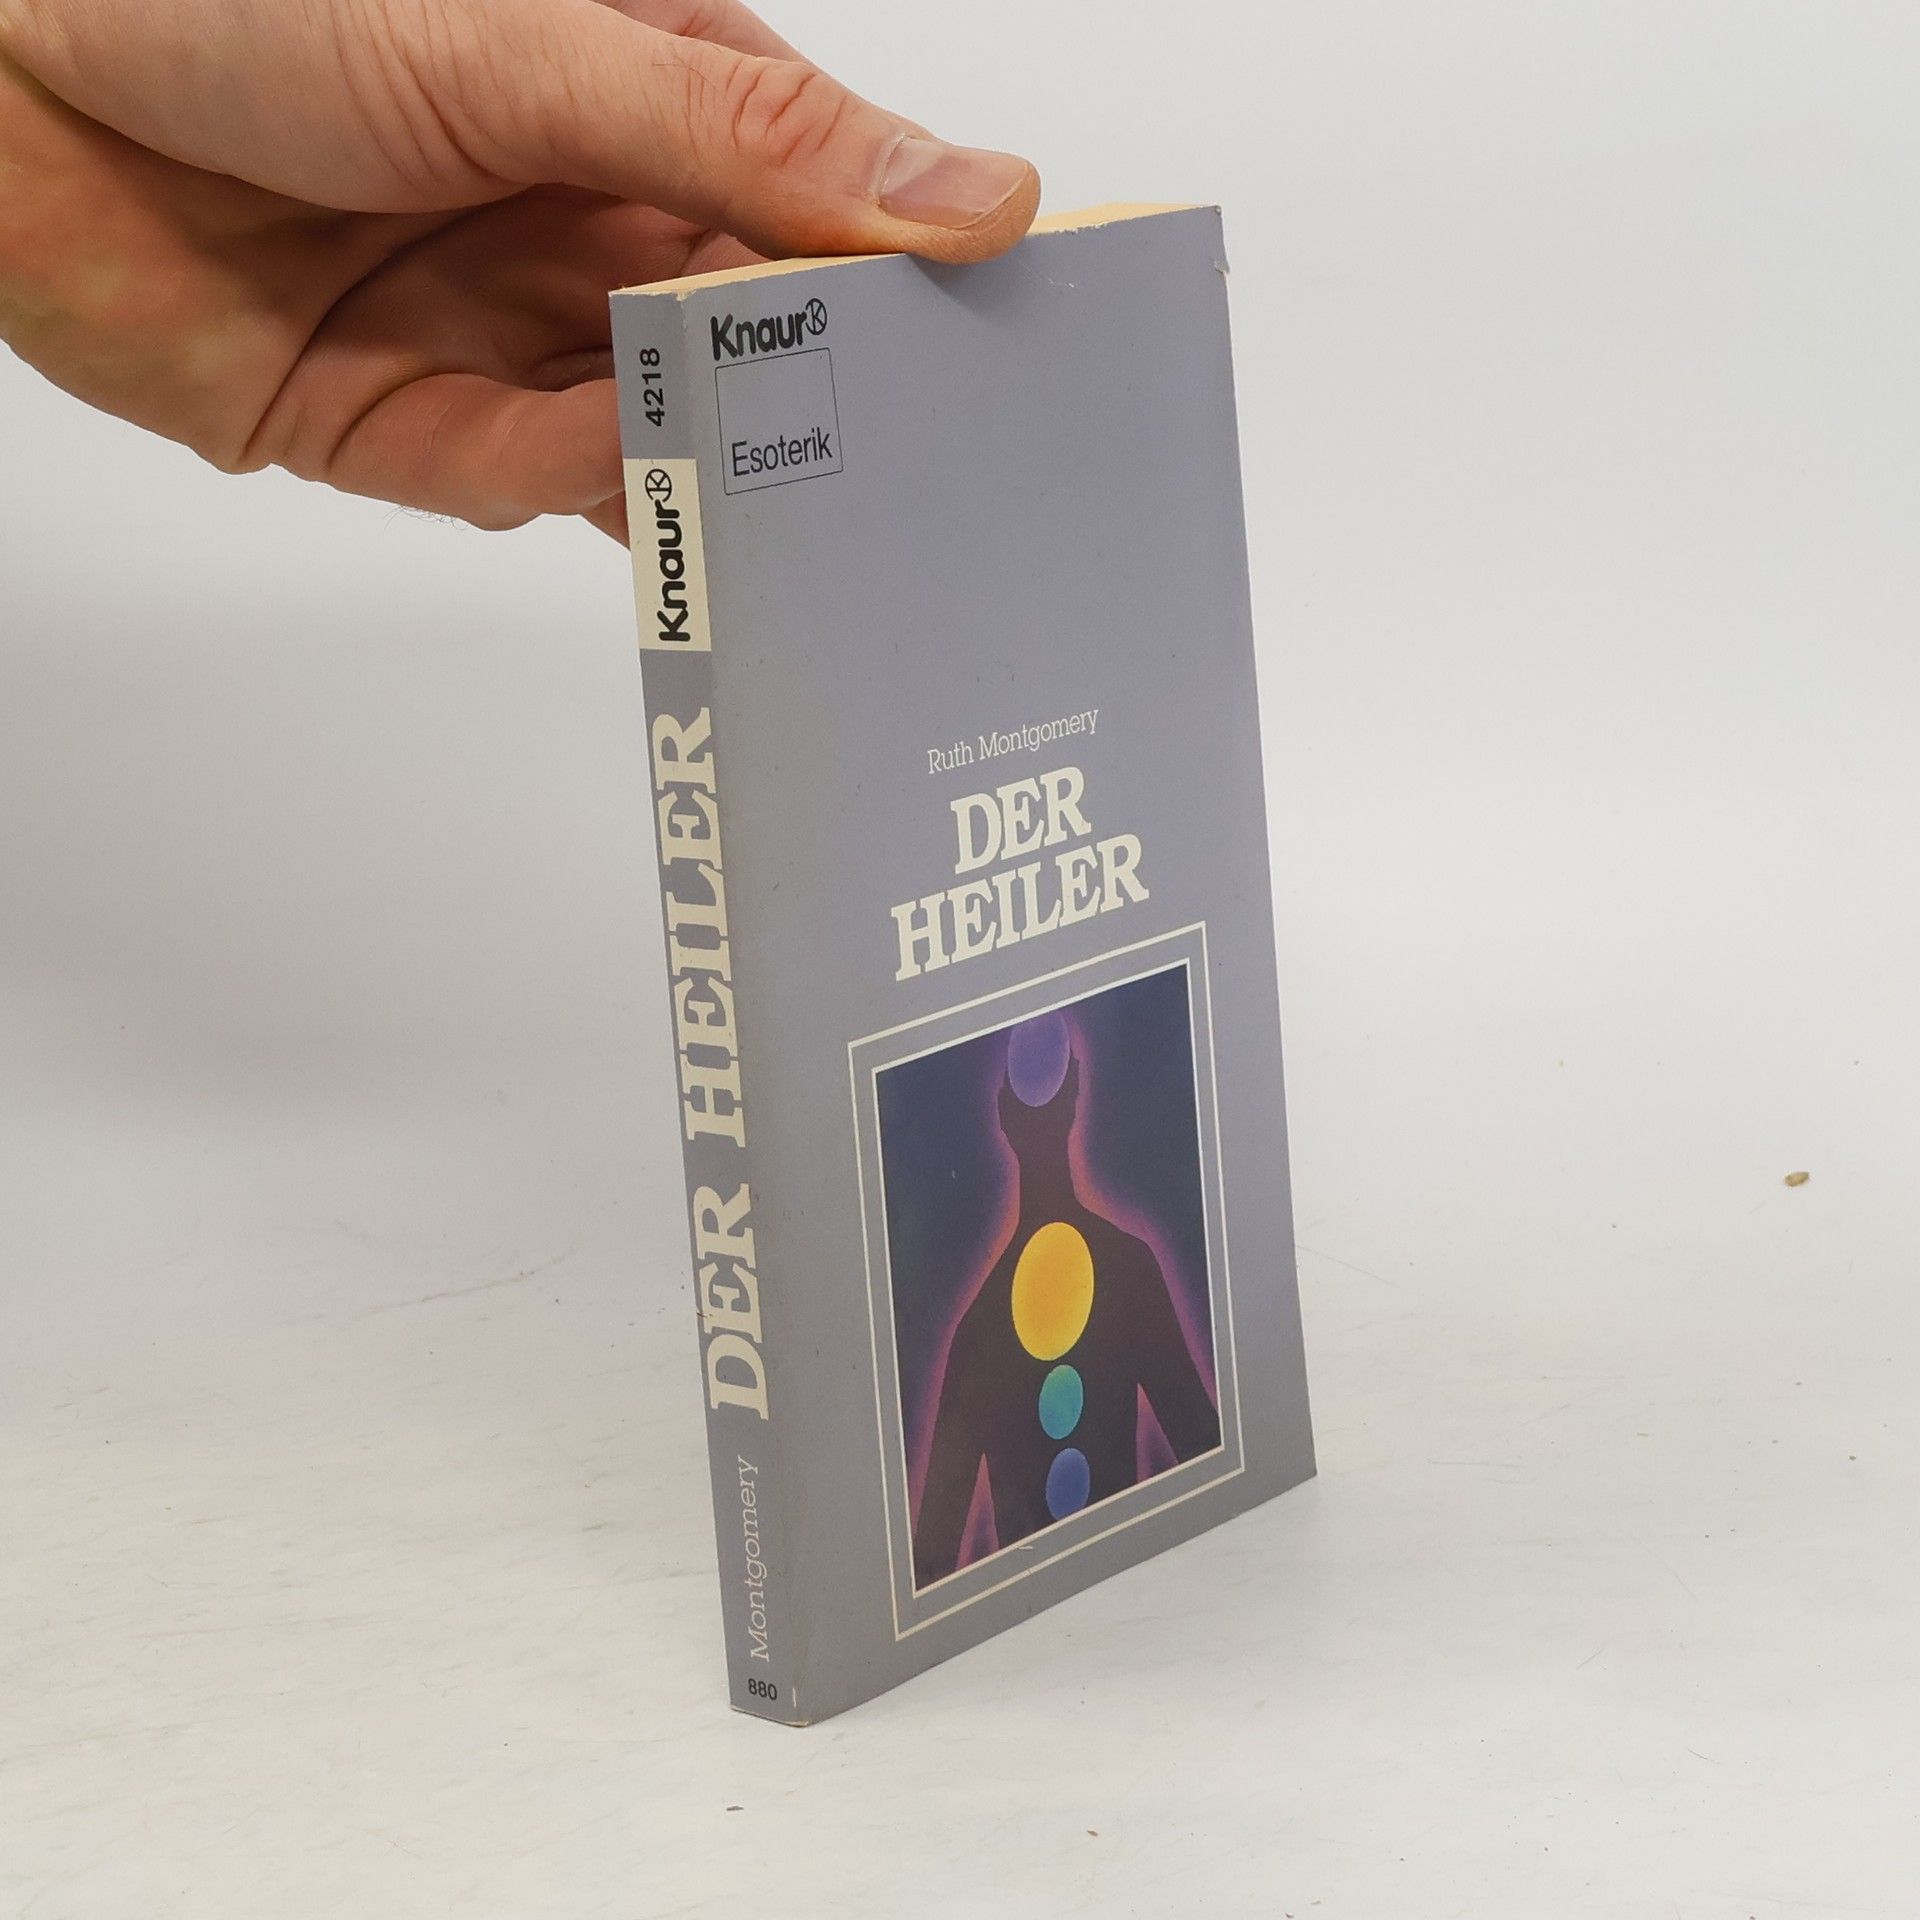 4218
Knaur
DER HEILER
Montgomery
880
Knaur
Esoterik
Ruth Montgomery
DER
HEILER